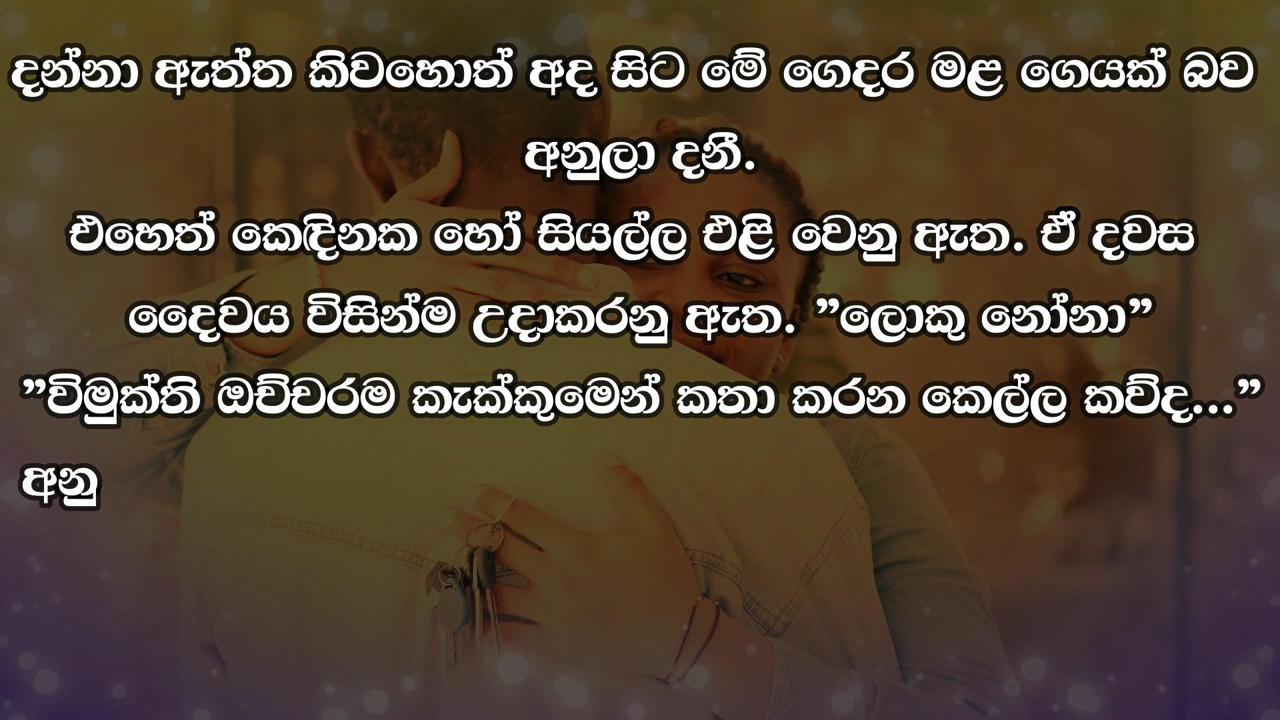 දන්නා ඇත්ත කිවහොත් අද සිට මේ ගෙදර මළ ගෙයක් බව
අනුලා දනී.
එහෙත් කෙඳිනක හෝ සියල්ල එළි වෙනු ඇත. ඒ දවස
දෛවය විසින්ම උදාකරනු ඇත. ”ලොකු නෝනා”
”විමුක්ති ඔච්චරම කැක්කුමෙන් කතා කරන කෙල්ල කව්ද...”
අනු